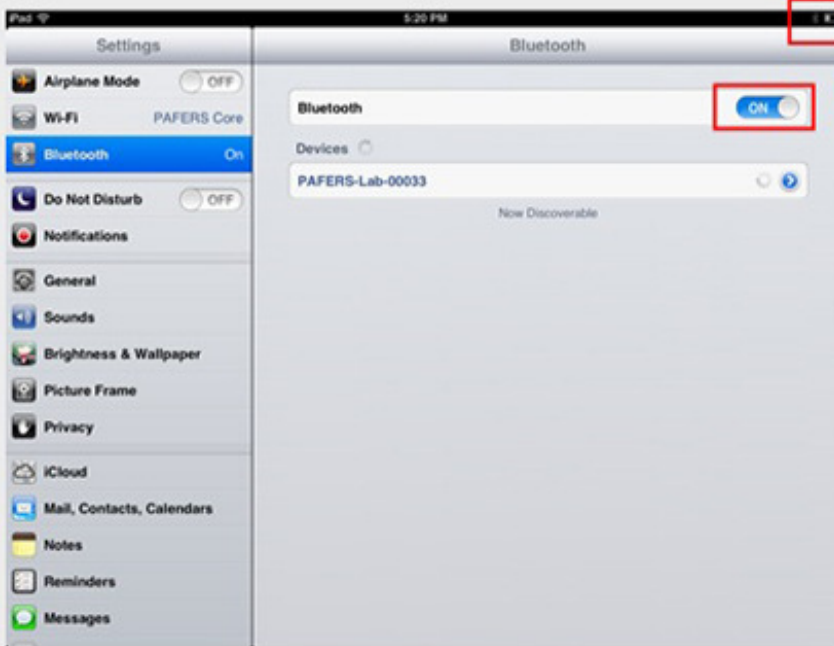 iPad 5:20 PM
Settings
Bluetooth
Airplane Mode OFF
Wi-Fi PAFERS Core
Bluetooth On
Do Not Disturb OFF
Notifications
General
Sounds
Brightness & Wallpaper
Picture Frame
Privacy
iCloud
Mail, Contacts, Calendars
Notes
Reminders
Messages
Bluetooth ON
Devices
PAFERS-Lab-00033
Now Discoverable